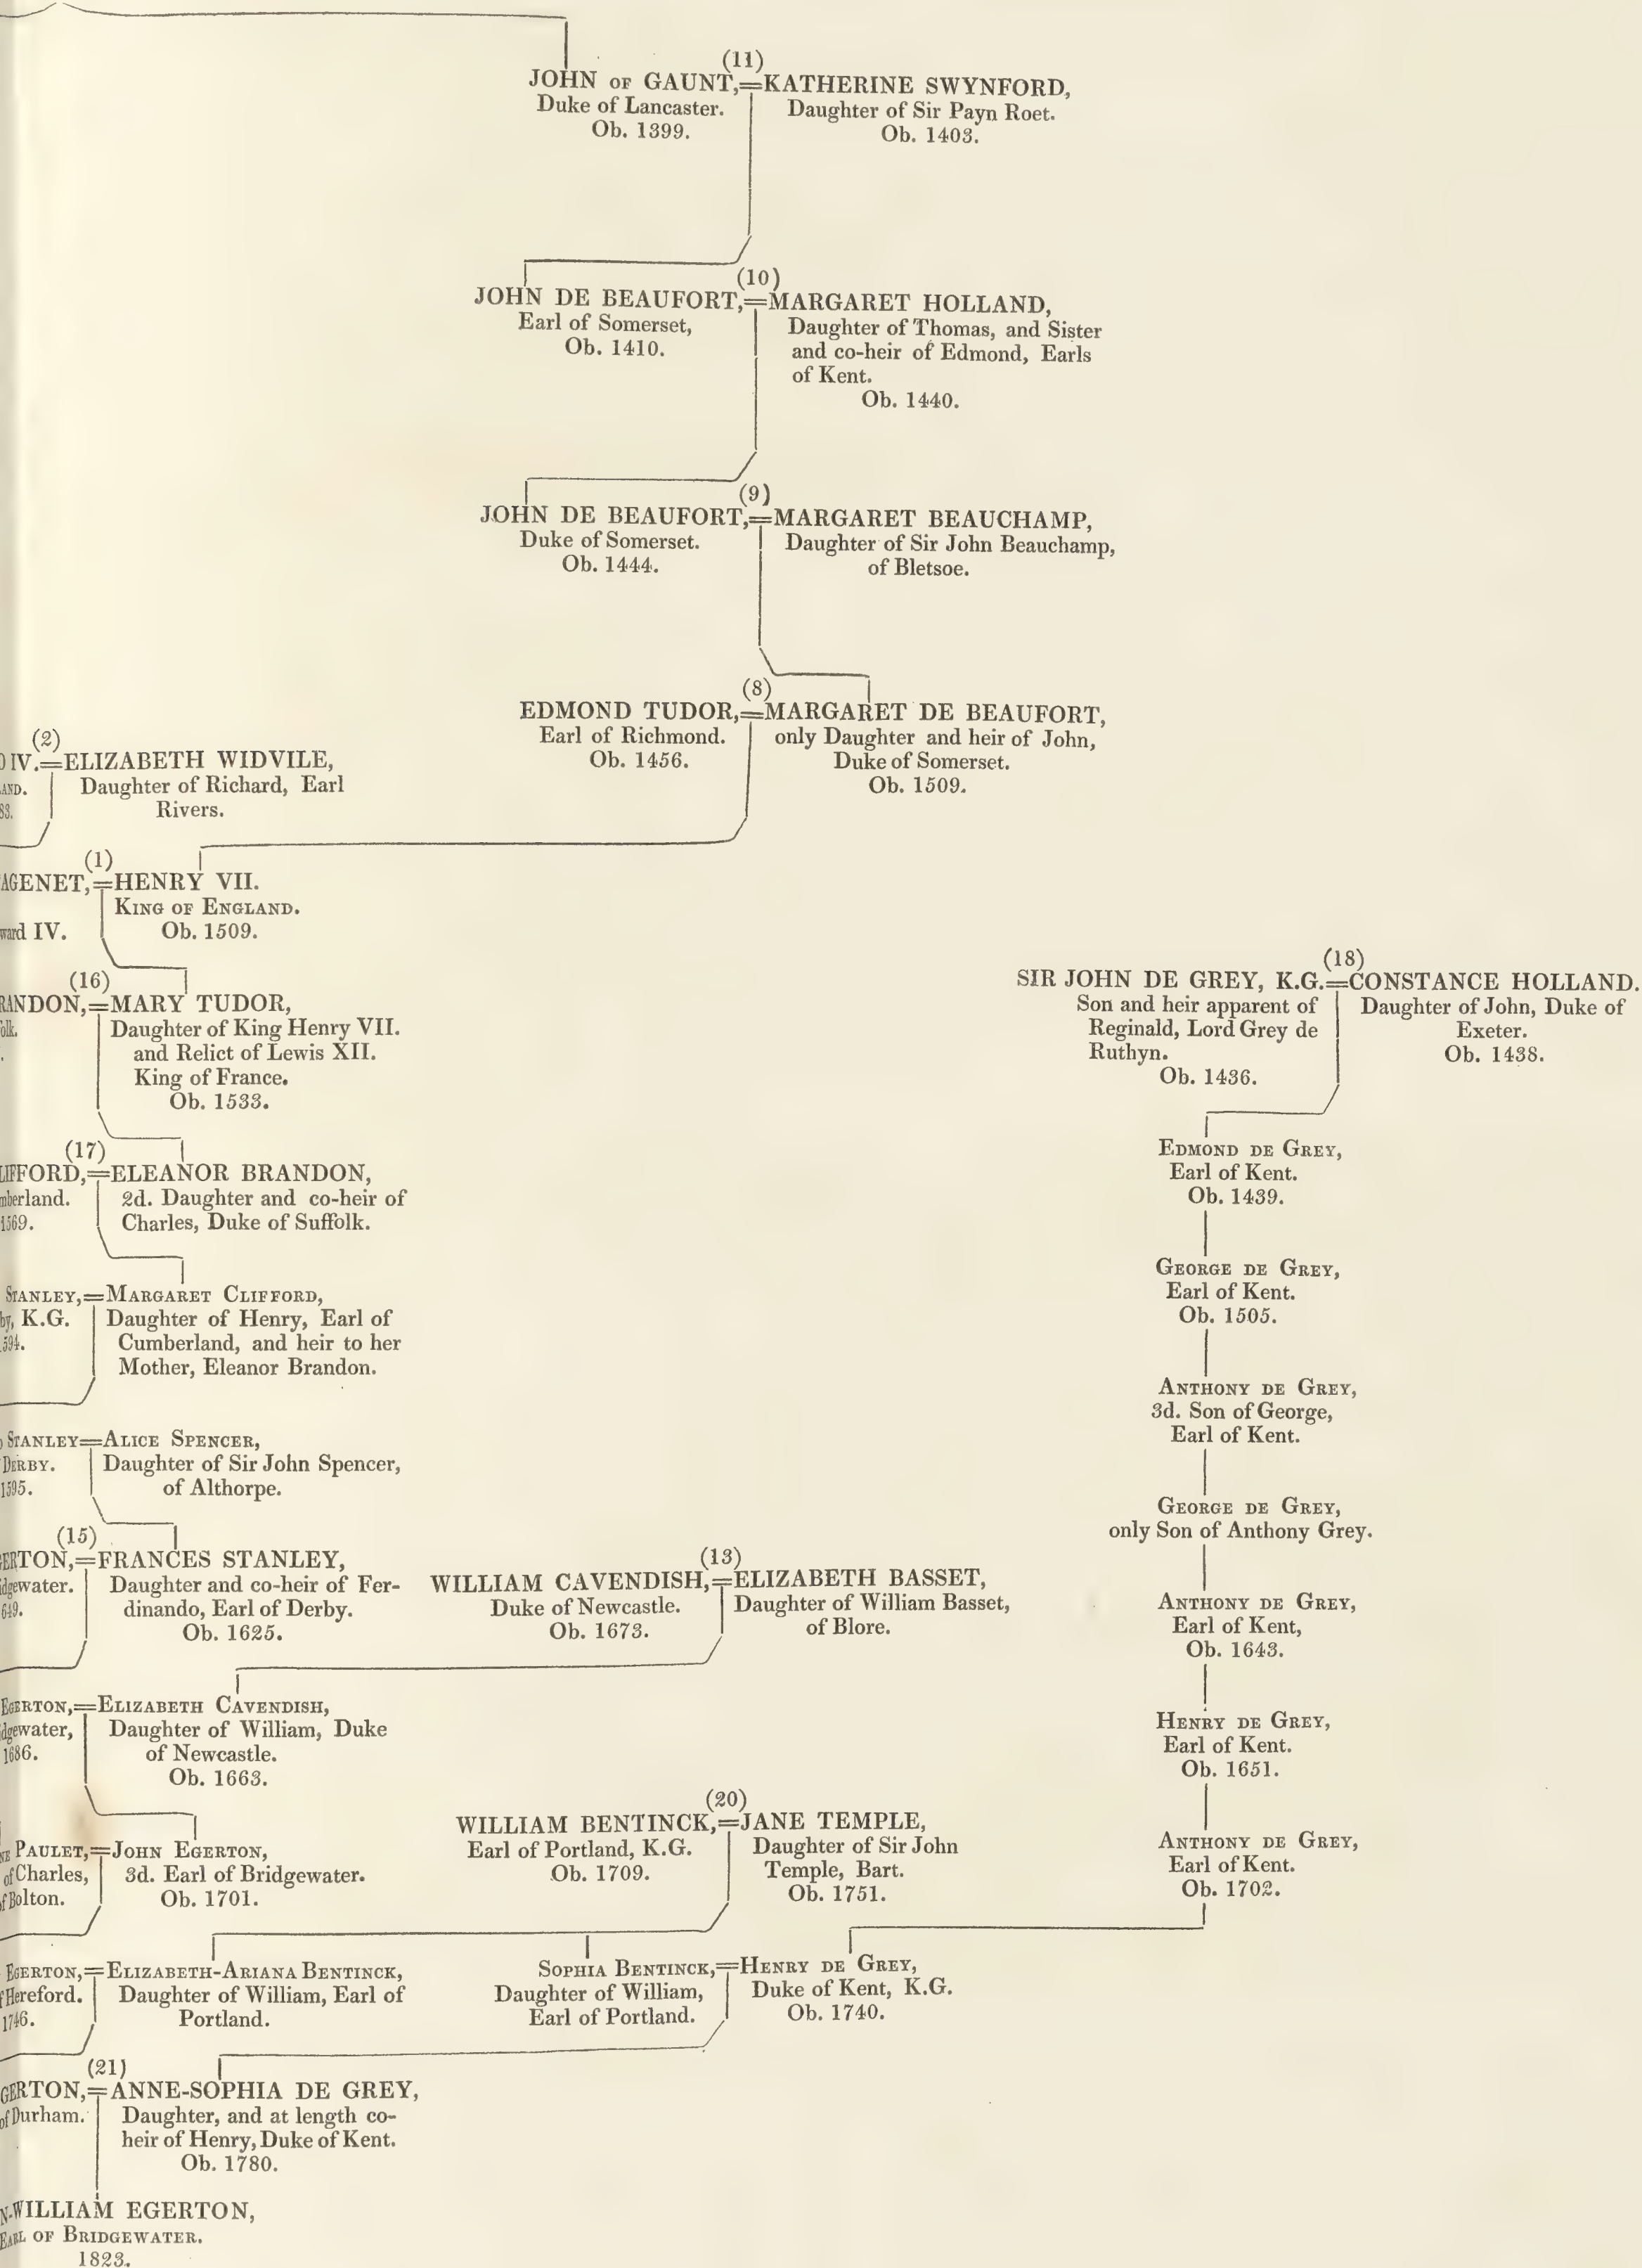 (11)
JOHN OF GAUNT,=KATHERINE SWYNFORD,
Duke of Lancaster. Daughter of Sir Payn Roet.
Ob. 1399. Ob. 1403.
(10)
JOHN DE BEAUFORT,=MARGARET HOLLAND,
Earl of Somerset, Daughter of Thomas, and Sister
Ob. 1410. and co-heir of Edmond, Earls
of Kent.
Ob. 1440.
(9)
JOHN DE BEAUFORT,=MARGARET BEAUCHAMP,
Duke of Somerset. Daughter of Sir John Beauchamp,
Ob. 1444. of Bletsoe.
(8)
EDMOND TUDOR,=MARGARET DE BEAUFORT,
Earl of Richmond. only Daughter and heir of John,
Ob. 1456. Duke of Somerset.
Ob. 1509.
(2)
IV.=ELIZABETH WIDVILE,
Daughter of Richard, Earl
Rivers.
(1)
AGENET,=HENRY VII.
KING OF ENGLAND.
ward IV. Ob. 1509.
(16)
RANDON,=MARY TUDOR,
olk. Daughter of King Henry VII.
and Relict of Lewis XII.
King of France.
Ob. 1533.
(17)
LIFFORD,=ELEANOR BRANDON,
mberland. 2d. Daughter and co-heir of
1569. Charles, Duke of Suffolk.
STANLEY,=MARGARET CLIFFORD,
by, K.G. Daughter of Henry, Earl of
594. Cumberland, and heir to her
Mother, Eleanor Brandon.
STANLEY=ALICE SPENCER,
DERBY. Daughter of Sir John Spencer,
1595. of Althorpe.
(15)
ERTON,=FRANCES STANLEY,
dgewater. Daughter and co-heir of Fer-
649. dinando, Earl of Derby.
Ob. 1625.
(13)
WILLIAM CAVENDISH,=ELIZABETH BASSET,
Duke of Newcastle. Daughter of William Basset,
Ob. 1673. of Blore.
EGERTON,=ELIZABETH CAVENDISH,
dgewater, Daughter of William, Duke
1686. of Newcastle.
Ob. 1663.
PAULET,=JOHN EGERTON,
of Charles, 3d. Earl of Bridgewater.
of Bolton. Ob. 1701.
(20)
WILLIAM BENTINCK,=JANE TEMPLE,
Earl of Portland, K.G. Daughter of Sir John
Ob. 1709. Temple, Bart.
Ob. 1751.
(18)
SIR JOHN DE GREY, K.G.=CONSTANCE HOLLAND.
Son and heir apparent of Daughter of John, Duke of
Reginald, Lord Grey de Exeter.
Ruthyn. Ob. 1438.
Ob. 1436.
EDMOND DE GREY,
Earl of Kent.
Ob. 1439.
GEORGE DE GREY,
Earl of Kent.
Ob. 1505.
ANTHONY DE GREY,
3d. Son of George,
Earl of Kent.
GEORGE DE GREY,
only Son of Anthony Grey.
ANTHONY DE GREY,
Earl of Kent,
Ob. 1643.
HENRY DE GREY,
Earl of Kent.
Ob. 1651.
ANTHONY DE GREY,
Earl of Kent.
Ob. 1702.
EGERTON,=ELIZABETH-ARIANA BENTINCK,
Hereford. Daughter of William, Earl of
1746. Portland.
SOPHIA BENTINCK,=HENRY DE GREY,
Daughter of William, Duke of Kent, K.G.
Earl of Portland. Ob. 1740.
(21)
GERTON,=ANNE-SOPHIA DE GREY,
of Durham. Daughter, and at length co-
heir of Henry, Duke of Kent.
Ob. 1780.
N-WILLIAM EGERTON,
EARL OF BRIDGEWATER.
1823.